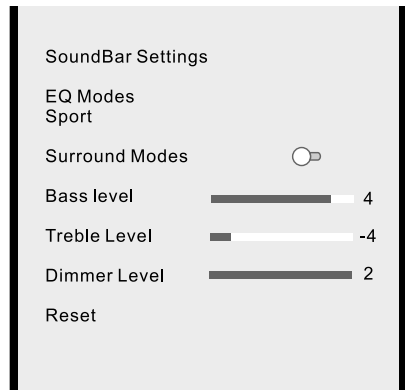 SoundBar Settings
EQ Modes
Sport
Surround Modes
Bass level 4
Treble Level -4
Dimmer Level 2
Reset